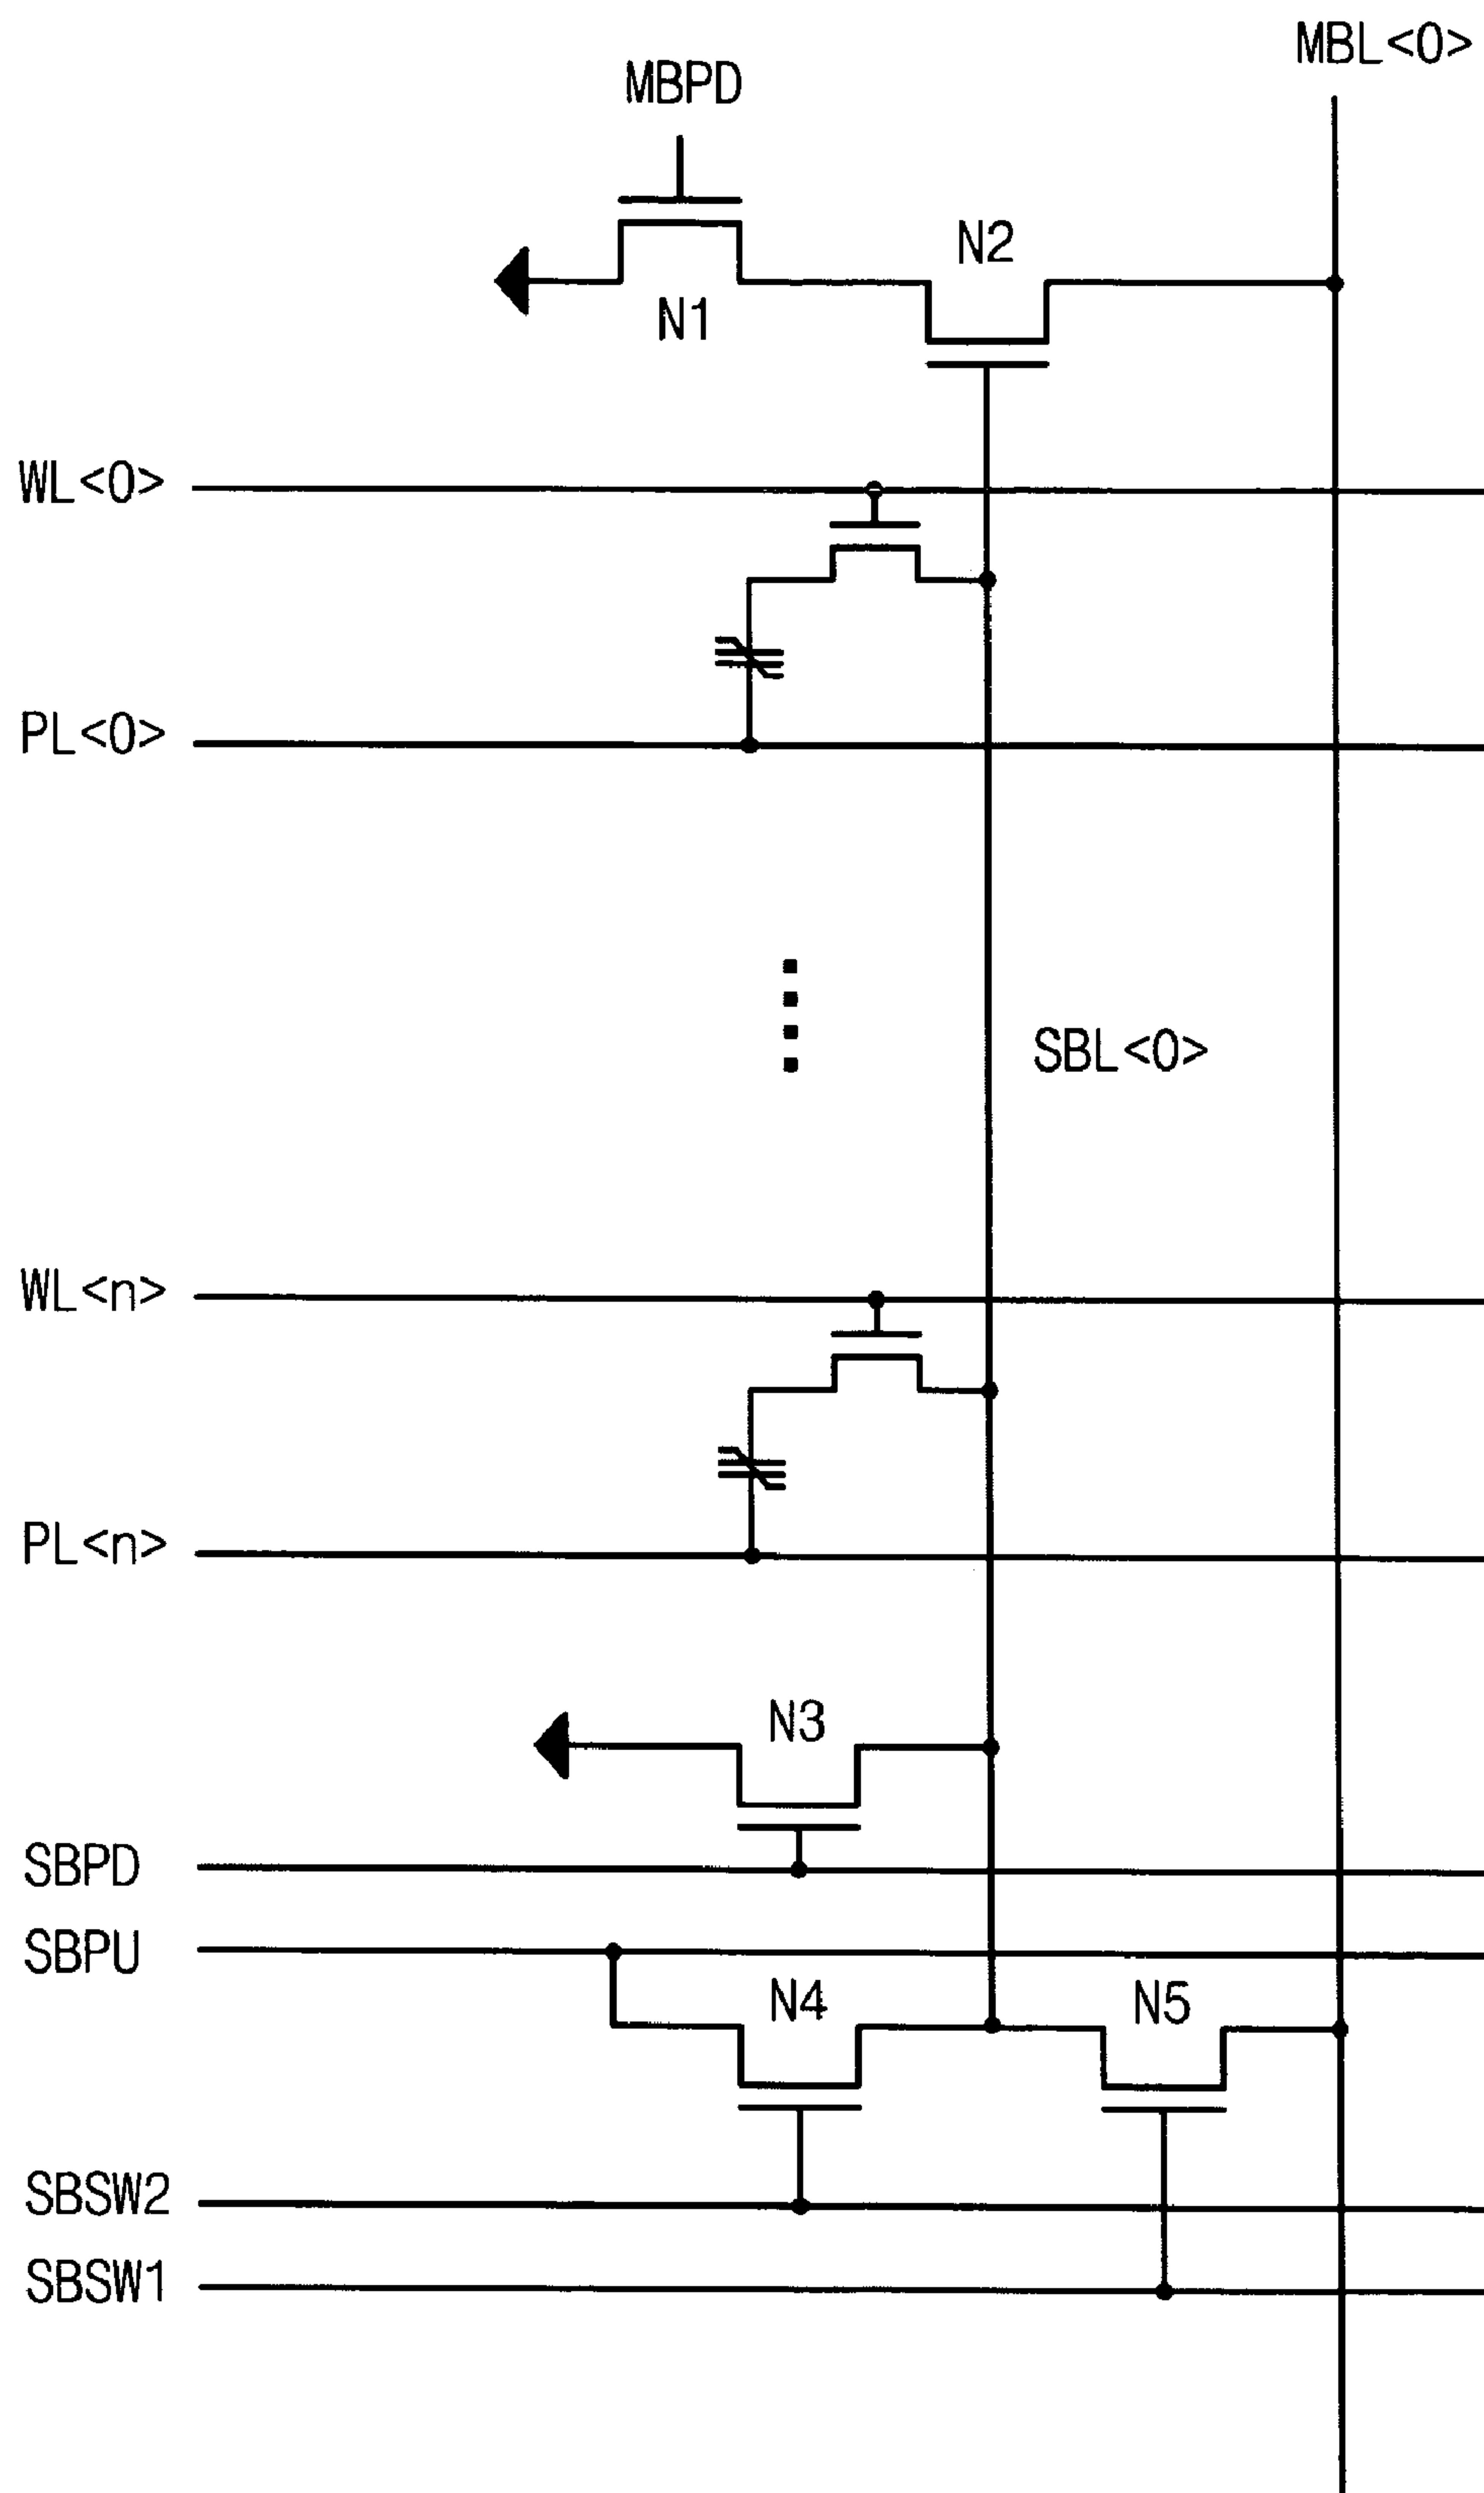 MBL<0>
MBPD
N2
N1
WL<0>
PL<0>
SBL<0>
WL<n>
PL<n>
N3
SBPD
SBPU
N4
N5
SBSW2
SBSW1